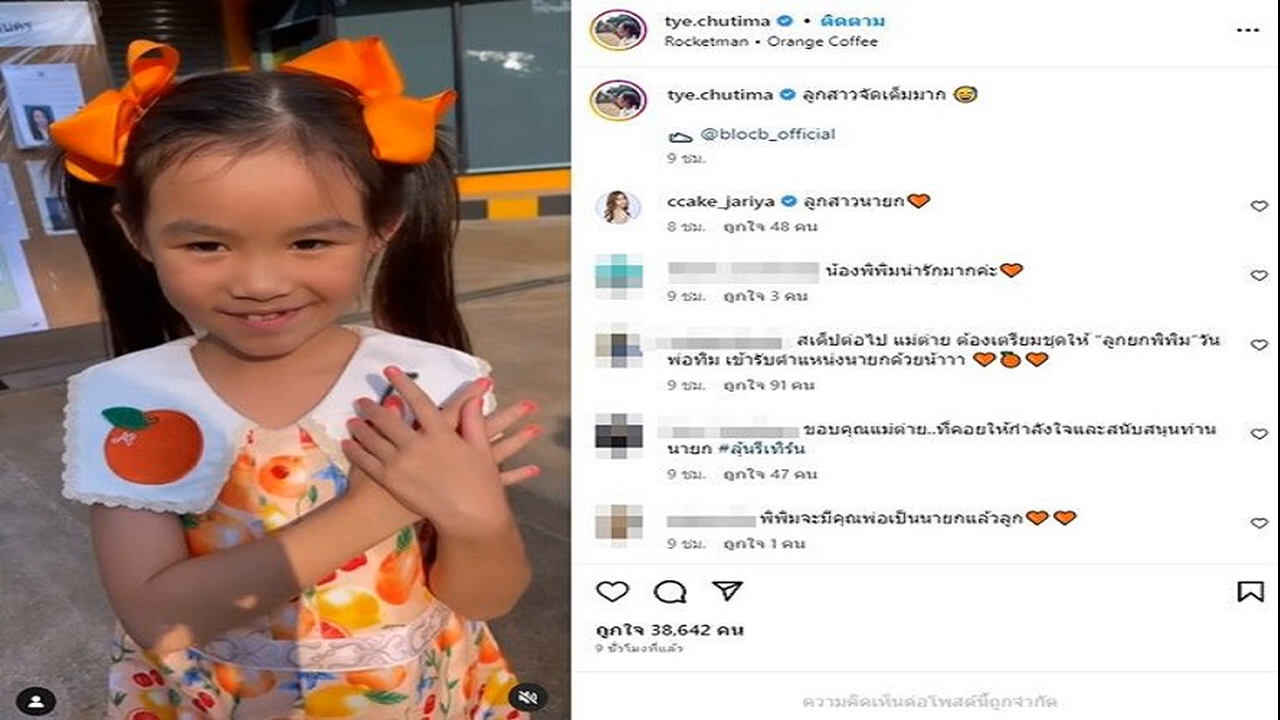 นคร
tye.chutima • ติดตาม
Rocketman • Orange Coffee
tye.chutima ลูกสาวจัดเต็มมาก 😅
@blocb_official
9 ชม.
ccake_jariya ลูกสาวนายก🧡
8 ชม. ถูกใจ 48 คน
น้องพิพิมน่ารักมากค่ะ🧡
9 ชม. ถูกใจ 3 คน
สเต็ปต่อไป แม่ต่าย ต้องเตรียมชุดให้ "ลูกยกพิพิม"วัน
พ่อทิม เข้ารับตำแหน่งนายกด้วยน้าาา 🧡🍊🧡
9 ชม. ถูกใจ 91 คน
ขอบคุณแม่ต่าย..ที่คอยให้กำลังใจและสนับสนุนท่าน
นายก #ลุ้นรีเทิร์น
9 ชม. ถูกใจ 47 คน
พิพิมจะมีคุณพ่อเป็นนายกแล้วลูก🧡🧡
9 ชม. ถูกใจ 1 คน
ถูกใจ 38,642 คน
9 ชั่วโมงที่แล้ว
ความคิดเห็นต่อโพสต์นี้ถูกจำกัด